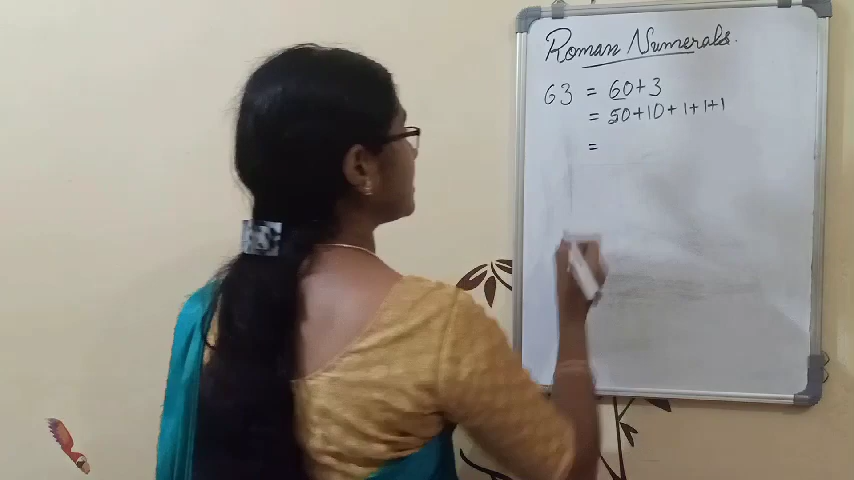 Roman Numerals.
63 = 60+3
= 50+10+1+1+1
=